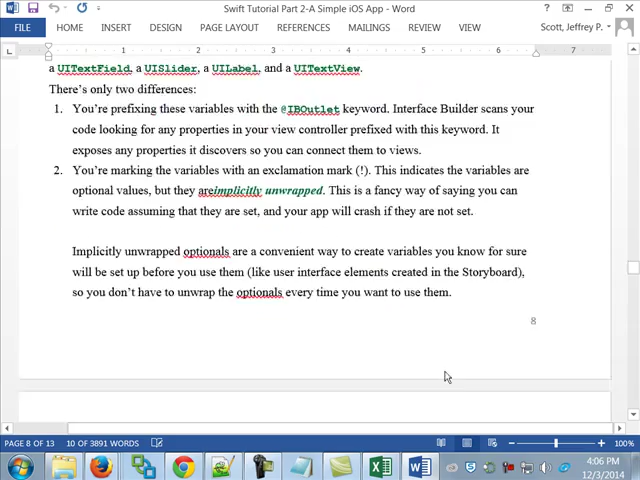 Swift Tutorial Part 2-A Simple iOS App - Word
FILE HOME INSERT DESIGN PAGE LAYOUT REFERENCES MAILINGS REVIEW VIEW Scott, Jeffrey P.
1 2 3 4 5 6
a UITextField, a UISlider, a UILabel, and a UITextView.
There's only two differences:
1. You're prefixing these variables with the @IBOutlet keyword. Interface Builder scans your
code looking for any properties in your view controller prefixed with this keyword. It
exposes any properties it discovers so you can connect them to views.
2. You're marking the variables with an exclamation mark (!). This indicates the variables are
optional values, but they areimplicitly unwrapped. This is a fancy way of saying you can
write code assuming that they are set, and your app will crash if they are not set.
Implicitly unwrapped optionals are a convenient way to create variables you know for sure
will be set up before you use them (like user interface elements created in the Storyboard),
so you don't have to unwrap the optionals every time you want to use them.
8
PAGE 8 OF 13 10 OF 3891 WORDS 100%
4:06 PM
12/3/2014